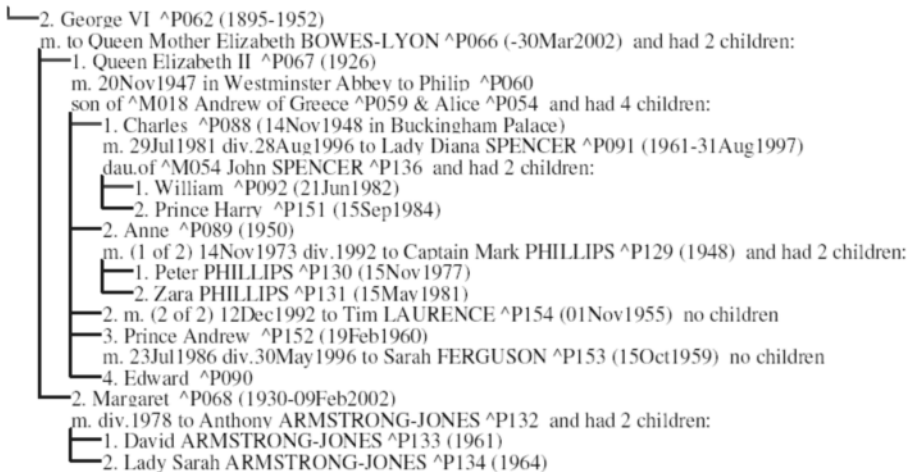 2. George VI ^P062 (1895-1952)
m. to Queen Mother Elizabeth BOWES-LYON ^P066 (-30Mar2002) and had 2 children:
1. Queen Elizabeth II ^P067 (1926)
m. 20Nov1947 in Westminster Abbey to Philip ^P060
son of ^M018 Andrew of Greece ^P059 & Alice ^P054 and had 4 children:
1. Charles ^P088 (14Nov1948 in Buckingham Palace)
m. 29Jul1981 div.28Aug1996 to Lady Diana SPENCER ^P091 (1961-31Aug1997)
dau.of ^M054 John SPENCER ^P136 and had 2 children:
1. William ^P092 (21Jun1982)
2. Prince Harry ^P151 (15Sep1984)
2. Anne ^P089 (1950)
m. (1 of 2) 14Nov1973 div.1992 to Captain Mark PHILLIPS ^P129 (1948) and had 2 children:
1. Peter PHILLIPS ^P130 (15Nov1977)
2. Zara PHILLIPS ^P131 (15May1981)
2. m. (2 of 2) 12Dec1992 to Tim LAURENCE ^P154 (01Nov1955) no children
3. Prince Andrew ^P152 (19Feb1960)
m. 23Jul1986 div.30May1996 to Sarah FERGUSON ^P153 (15Oct1959) no children
4. Edward ^P090
2. Margaret ^P068 (1930-09Feb2002)
m. div.1978 to Anthony ARMSTRONG-JONES ^P132 and had 2 children:
1. David ARMSTRONG-JONES ^P133 (1961)
2. Lady Sarah ARMSTRONG-JONES ^P134 (1964)